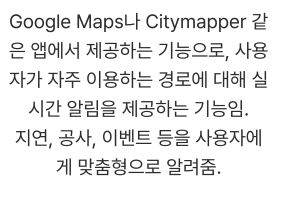 Google Maps나 Citymapper 같
은 앱에서 제공하는 기능으로, 사용
자가 자주 이용하는 경로에 대해 실
시간 알림을 제공하는 기능임.
지연, 공사, 이벤트 등을 사용자에
게 맞춤형으로 알려줌.